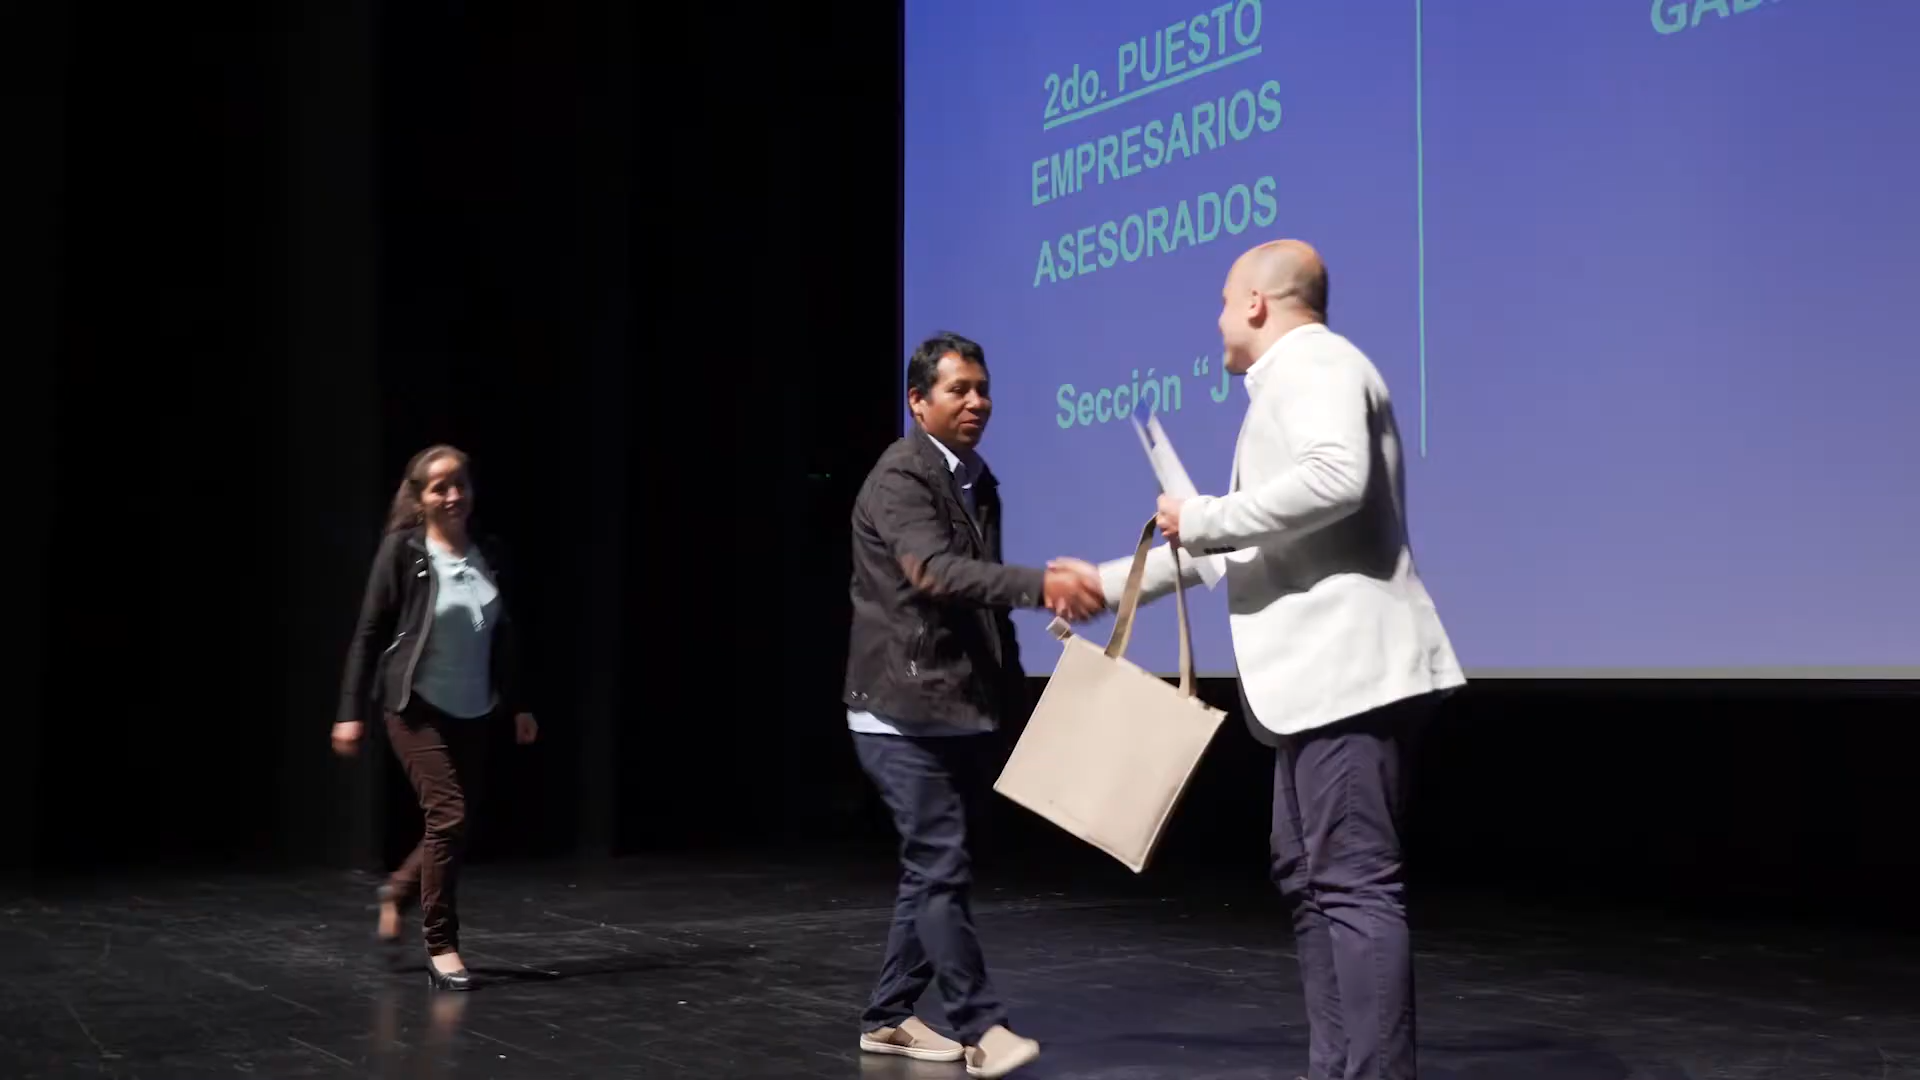 2do. PUESTO
EMPRESARIOS
ASESORADOS
Sección “J